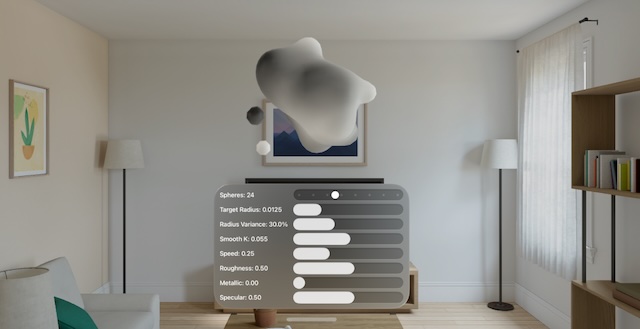 Spheres: 24
Target Radius: 0.0125
Radius Variance: 30.0%
Smooth K: 0.055
Speed: 0.25
Roughness: 0.50
Metallic: 0.00
Specular: 0.50